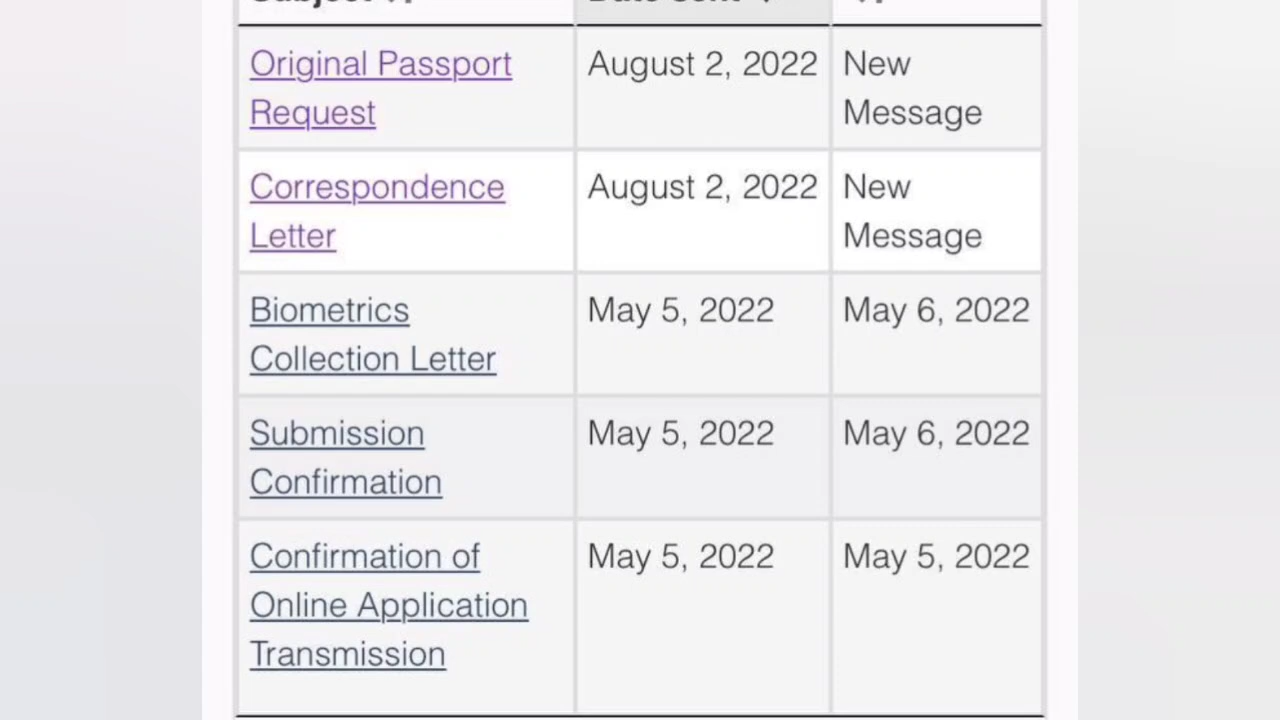 Original Passport
Request
August 2, 2022
New
Message
Correspondence
Letter
August 2, 2022
New
Message
Biometrics
Collection Letter
May 5, 2022
May 6, 2022
Submission
Confirmation
May 5, 2022
May 6, 2022
Confirmation of
Online Application
Transmission
May 5, 2022
May 5, 2022